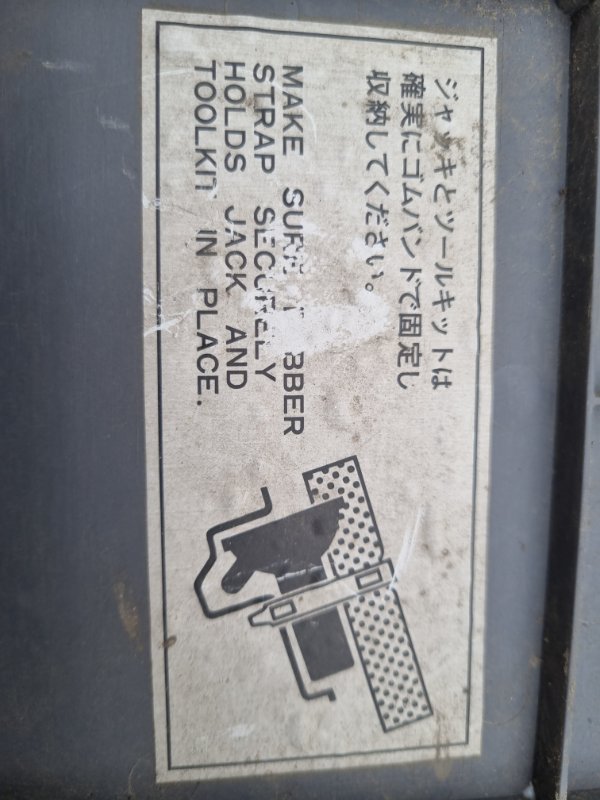 ジャッキとツールキットは
確実にゴムバンドで固定し
収納してください。
MAKE
STRAP SECURELY
HOLDS JACK AND
TOOLKIT IN PLACE.